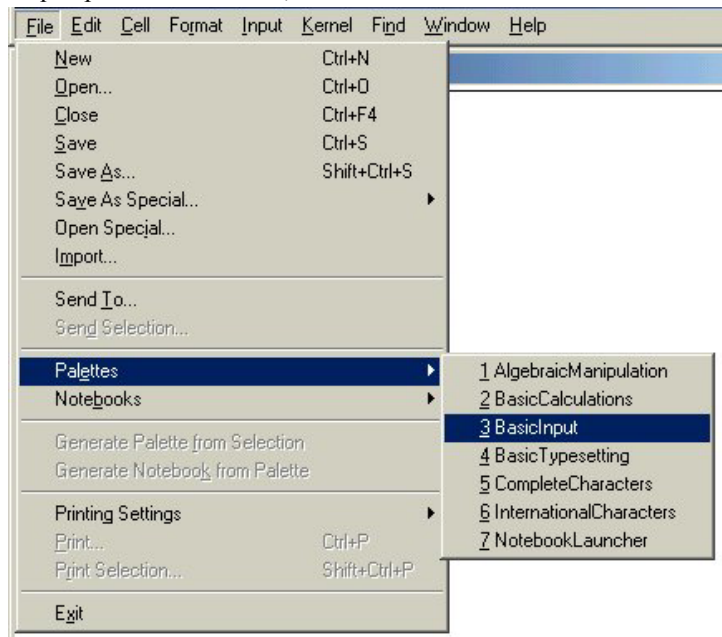 File Edit Cell Format Input Kernel Find Window Help
New Ctrl+N
Open... Ctrl+O
Close Ctrl+F4
Save Ctrl+S
Save As... Shift+Ctrl+S
Save As Special...
Open Special...
Import...
Send To...
Send Selection...
Palettes
Notebooks
Generate Palette from Selection
Generate Notebook from Palette
Printing Settings
Print... Ctrl+P
Print Selection... Shift+Ctrl+P
Exit
1 AlgebraicManipulation
2 BasicCalculations
3 BasicInput
4 BasicTypesetting
5 CompleteCharacters
6 InternationalCharacters
7 NotebookLauncher